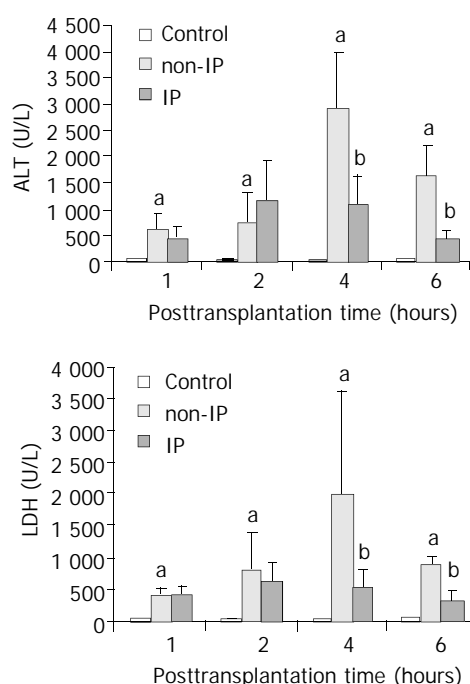 4 500
4 000
3 500
3 000
2 500
2 000
1 500
1 000
500
0
ALT (U/L)
Control
non-IP
IP
a
a
a
b
a
b
1 2 4 6
Posttransplantation time (hours)
4 000
3 500
3 000
2 500
2 000
1 500
1 000
500
0
LDH (U/L)
Control
non-IP
IP
a
a
a
b
a
b
1 2 4 6
Posttransplantation time (hours)